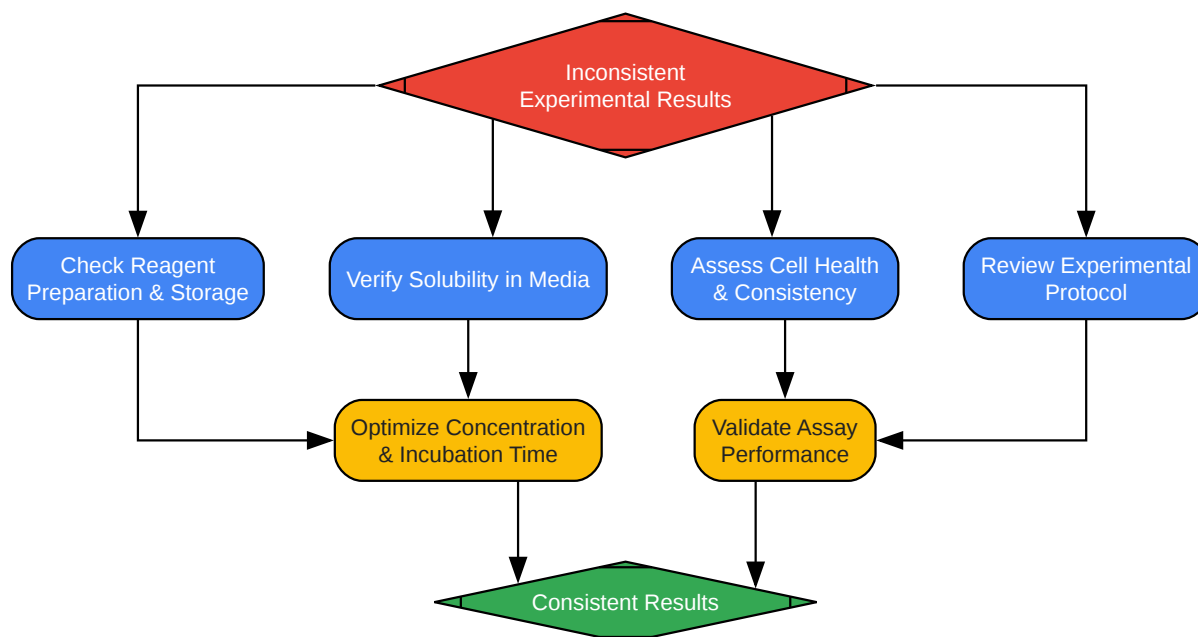 Inconsistent
Experimental Results
Check Reagent
Preparation & Storage
Verify Solubility in Media
Assess Cell Health
& Consistency
Review Experimental
Protocol
Optimize Concentration
& Incubation Time
Validate Assay
Performance
Consistent Results